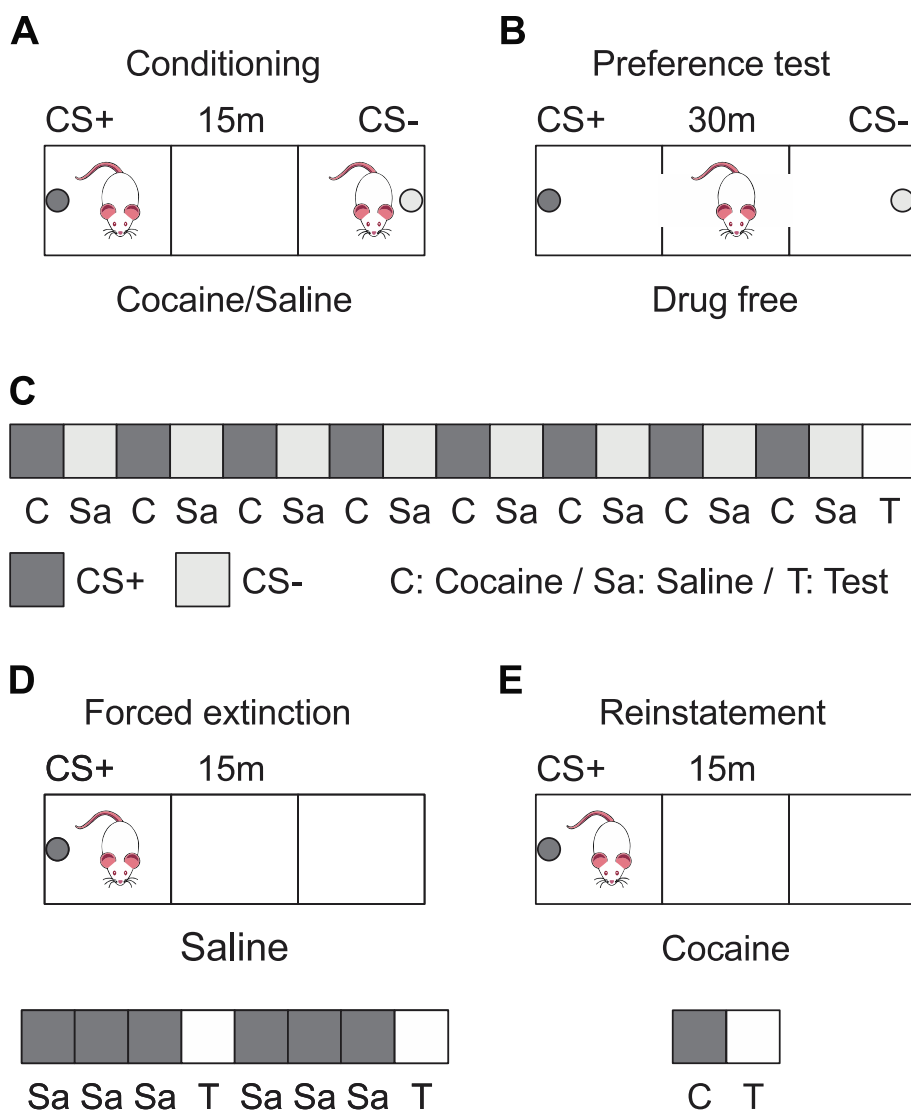 A
Conditioning
CS+ 15m CS-
Cocaine/Saline
B
Preference test
CS+ 30m CS-
Drug free
C
C Sa C Sa C Sa C Sa C Sa C Sa C Sa C Sa T
CS+ CS- C: Cocaine / Sa: Saline / T: Test
D
Forced extinction
CS+ 15m
Saline
Sa Sa Sa T Sa Sa Sa T
E
Reinstatement
CS+ 15m
Cocaine
C T